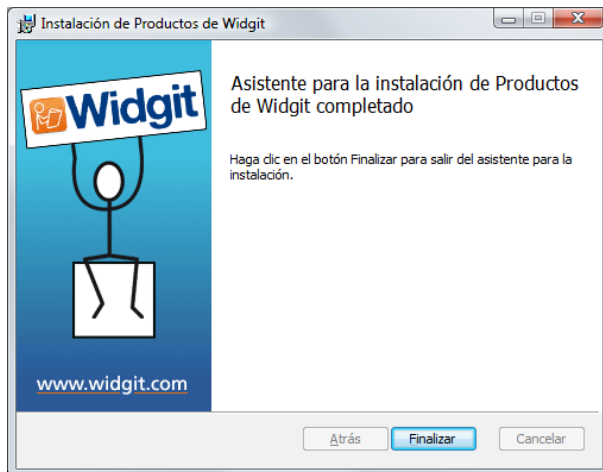 Instalación de Productos de Widgit
Widgit
Asistente para la instalación de Productos
de Widgit completado
Haga clic en el botón Finalizar para salir del asistente para la
instalación.
www.widgit.com
Atrás
Finalizar
Cancelar